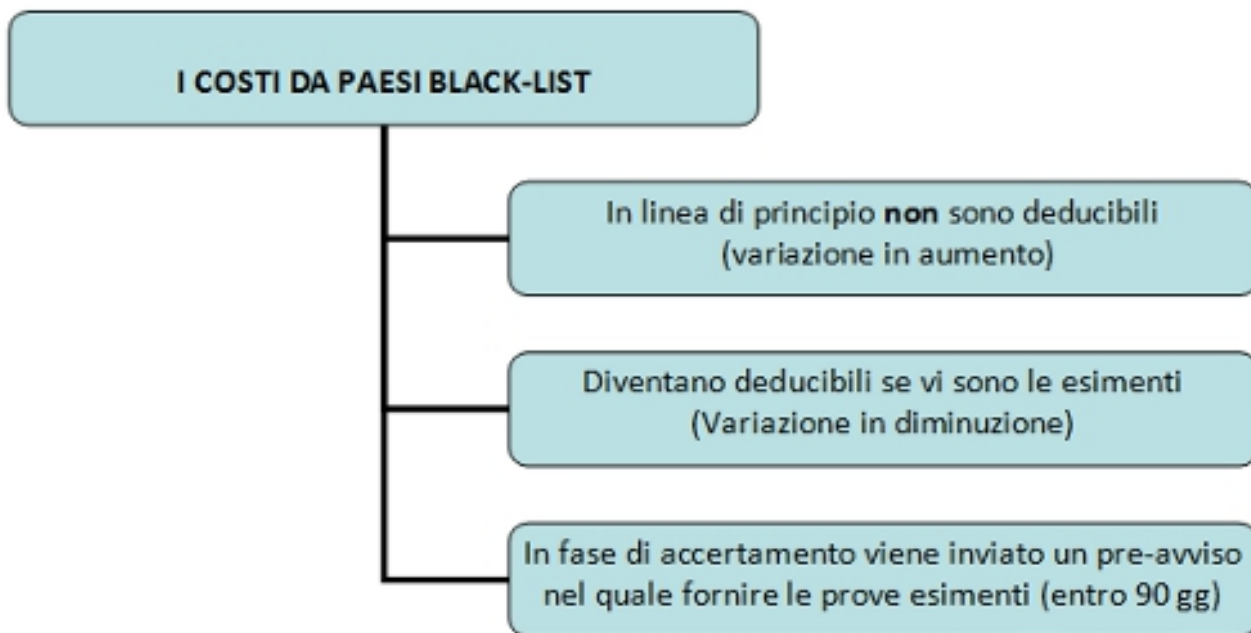 I COSTI DA PAESI BLACK-LIST
In linea di principio non sono deducibili
(variazione in aumento)
Diventano deducibili se vi sono le esimenti
(Variazione in diminuzione)
In fase di accertamento viene inviato un pre-avviso
nel quale fornire le prove esimenti (entro 90 gg)